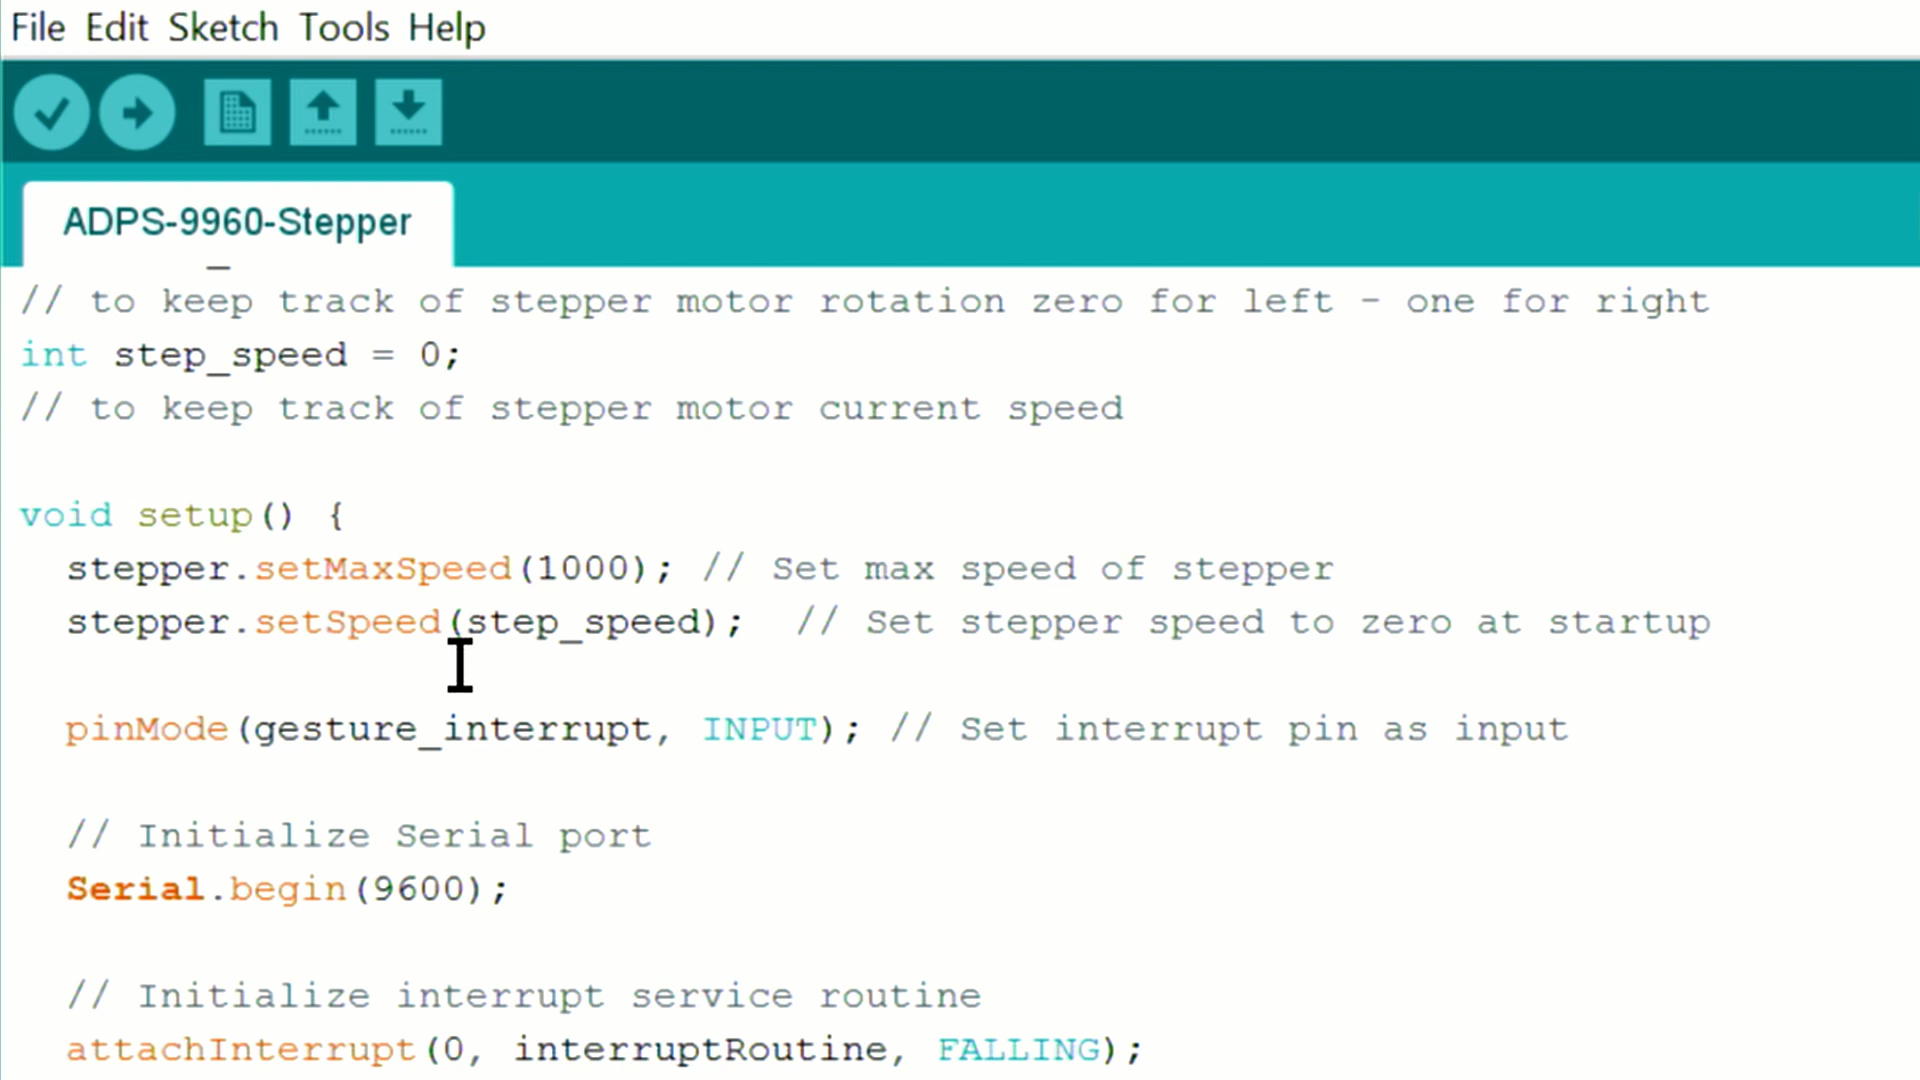 File Edit Sketch Tools Help
ADPS-9960-Stepper
// to keep track of stepper motor rotation zero for left - one for right
int step_speed = 0;
// to keep track of stepper motor current speed
void setup() {
stepper.setMaxSpeed(1000); // Set max speed of stepper
stepper.setSpeed(step_speed); // Set stepper speed to zero at startup
pinMode(gesture_interrupt, INPUT); // Set interrupt pin as input
// Initialize Serial port
Serial.begin(9600);
// Initialize interrupt service routine
attachInterrupt(0, interruptRoutine, FALLING);